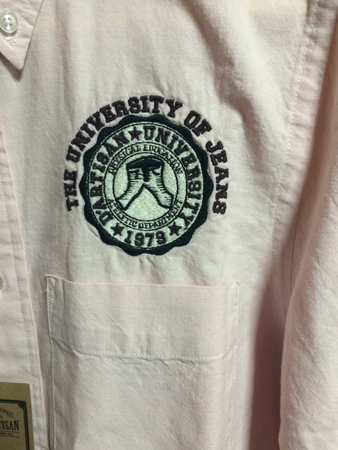 THE UNIVERSITY OF JEANS
DARTISAN★UNIVERSITY
PHYSICAL EDUCATION
ATHLETIC DEPARTMENT
★1979★